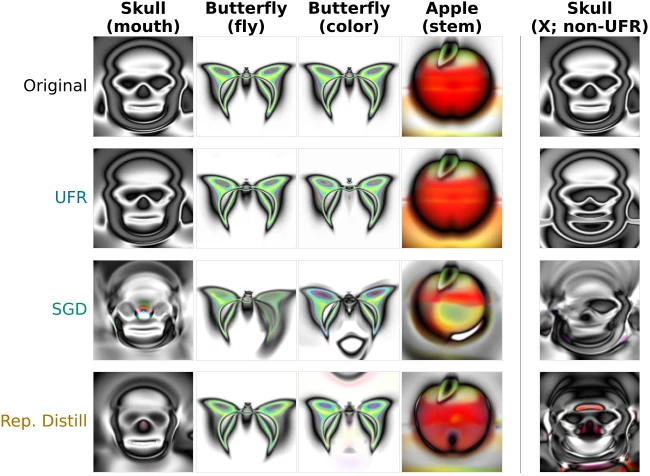 Skull
(mouth)
Butterfly
(fly)
Butterfly
(color)
Apple
(stem)
Skull
(X; non-UFR)
Original
UFR
SGD
Rep. Distill